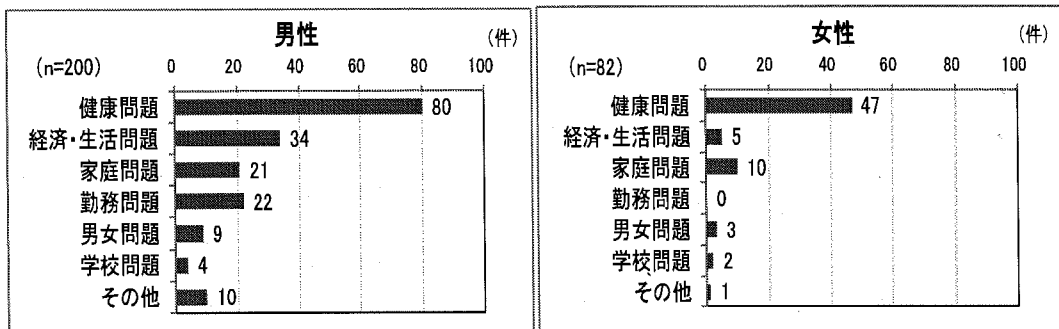 男性
(件)
(n=200)
0 20 40 60 80 100
健康問題 80
経済・生活問題 34
家庭問題 21
勤務問題 22
男女問題 9
学校問題 4
その他 10
女性
(件)
(n=82)
0 20 40 60 80 100
健康問題 47
経済・生活問題 5
家庭問題 10
勤務問題 0
男女問題 3
学校問題 2
その他 1